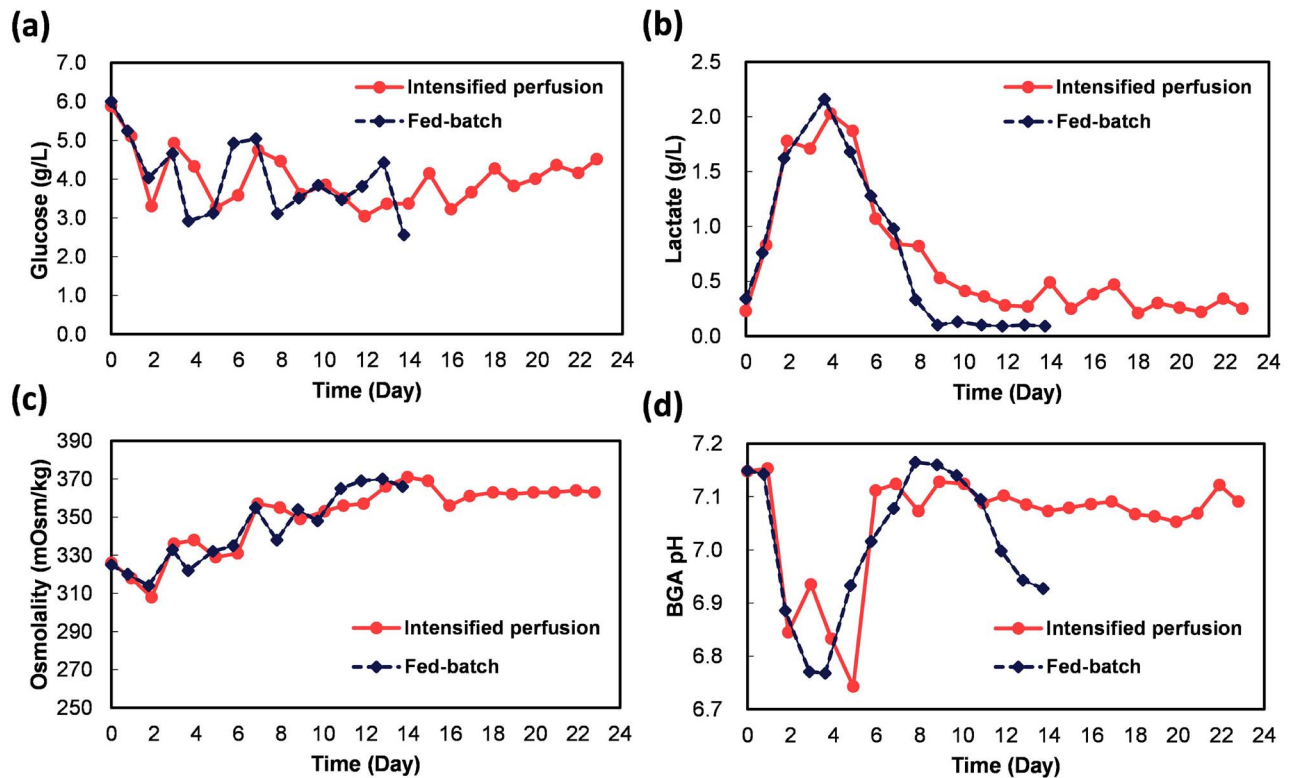 (a)
7.0
6.0
5.0
4.0
3.0
2.0
1.0
0.0
Glucose (g/L)
Intensified perfusion
Fed-batch
0 2 4 6 8 10 12 14 16 18 20 22 24
Time (Day)
(b)
2.5
2.0
1.5
1.0
0.5
0.0
Lactate (g/L)
Intensified perfusion
Fed-batch
0 2 4 6 8 10 12 14 16 18 20 22 24
Time (Day)
(c)
390
370
350
330
310
290
270
250
Osmolality (mOsm/kg)
Intensified perfusion
Fed-batch
0 2 4 6 8 10 12 14 16 18 20 22 24
Time (Day)
(d)
7.2
7.1
7.0
6.9
6.8
6.7
BGA pH
Intensified perfusion
Fed-batch
0 2 4 6 8 10 12 14 16 18 20 22 24
Time (Day)